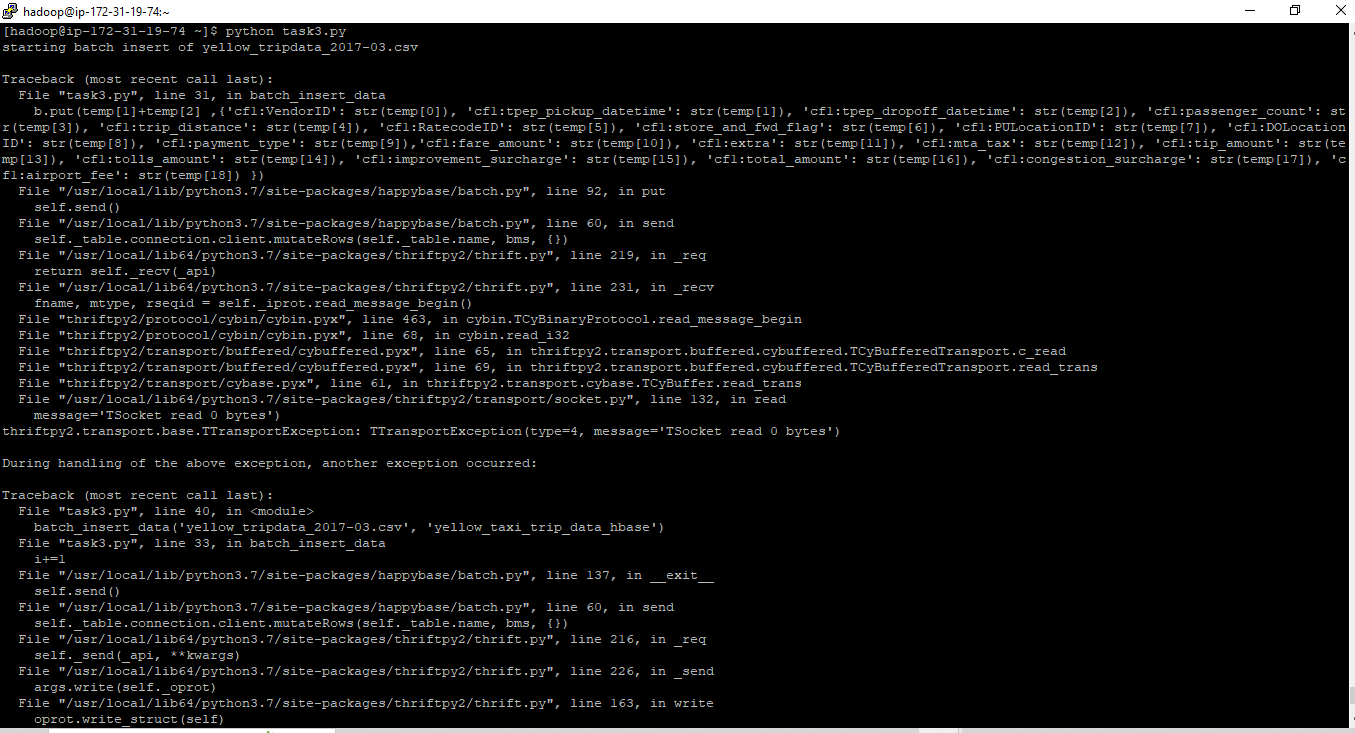 hadoop@ip-172-31-19-74:~
[hadoop@ip-172-31-19-74 ~]$ python task3.py
starting batch insert of yellow_tripdata_2017-03.csv
Traceback (most recent call last):
  File "task3.py", line 31, in batch_insert_data
    b.put(temp[1]+temp[2] ,{'cfl:VendorID': str(temp[0]), 'cfl:tpep_pickup_datetime': str(temp[1]), 'cfl:tpep_dropoff_datetime': str(temp[2]), 'cfl:passenger_count': st
r(temp[3]), 'cfl:trip_distance': str(temp[4]), 'cfl:RatecodeID': str(temp[5]), 'cfl:store_and_fwd_flag': str(temp[6]), 'cfl:PULocationID': str(temp[7]), 'cfl:DOLocation
ID': str(temp[8]), 'cfl:payment_type': str(temp[9]),'cfl:fare_amount': str(temp[10]), 'cfl:extra': str(temp[11]), 'cfl:mta_tax': str(temp[12]),'cfl:tip_amount': str(te
mp[13]), 'cfl:tolls_amount': str(temp[14]), 'cfl:improvement_surcharge': str(temp[15]), 'cfl:total_amount': str(temp[16]), 'cfl:congestion_surcharge': str(temp[17]), 'c
fl:airport_fee': str(temp[18]) })
  File "/usr/local/lib/python3.7/site-packages/happybase/batch.py", line 92, in put
    self.send()
  File "/usr/local/lib/python3.7/site-packages/happybase/batch.py", line 60, in send
    self._table.connection.client.mutateRows(self._table.name, bms, {})
  File "/usr/local/lib64/python3.7/site-packages/thriftpy2/thrift.py", line 219, in _req
    return self._recv(_api)
  File "/usr/local/lib64/python3.7/site-packages/thriftpy2/thrift.py", line 231, in _recv
    fname, mtype, rseqid = self._iprot.read_message_begin()
  File "thriftpy2/protocol/cybin/cybin.pyx", line 463, in cybin.TCyBinaryProtocol.read_message_begin
  File "thriftpy2/protocol/cybin/cybin.pyx", line 68, in cybin.read_i32
  File "thriftpy2/transport/buffered/cybuffered.pyx", line 65, in thriftpy2.transport.buffered.cybuffered.TCyBufferedTransport.c_read
  File "thriftpy2/transport/buffered/cybuffered.pyx", line 69, in thriftpy2.transport.buffered.cybuffered.TCyBufferedTransport.read_trans
  File "thriftpy2/transport/cybase.pyx", line 61, in thriftpy2.transport.cybase.TCyBuffer.read_trans
  File "/usr/local/lib64/python3.7/site-packages/thriftpy2/transport/socket.py", line 132, in read
    message='TSocket read 0 bytes')
thriftpy2.transport.base.TTransportException: TTransportException(type=4, message='TSocket read 0 bytes')
During handling of the above exception, another exception occurred:
Traceback (most recent call last):
  File "task3.py", line 40, in <module>
    batch_insert_data('yellow_tripdata_2017-03.csv', 'yellow_taxi_trip_data_hbase')
  File "task3.py", line 33, in batch_insert_data
    i+=1
  File "/usr/local/lib/python3.7/site-packages/happybase/batch.py", line 137, in __exit__
    self.send()
  File "/usr/local/lib/python3.7/site-packages/happybase/batch.py", line 60, in send
    self._table.connection.client.mutateRows(self._table.name, bms, {})
  File "/usr/local/lib64/python3.7/site-packages/thriftpy2/thrift.py", line 216, in _req
    self._send(_api, **kwargs)
  File "/usr/local/lib64/python3.7/site-packages/thriftpy2/thrift.py", line 226, in _send
    args.write(self._oprot)
  File "/usr/local/lib64/python3.7/site-packages/thriftpy2/thrift.py", line 163, in write
    oprot.write_struct(self)